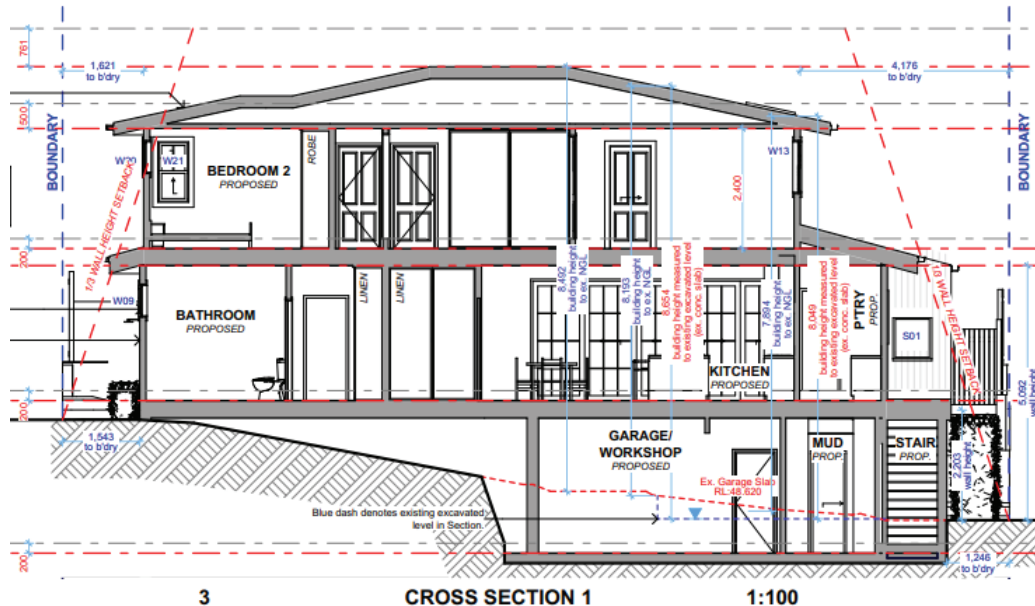 761
1,621
to b'dry
4,176
to b'dry
500
BOUNDARY
BOUNDARY
W21
W13
BEDROOM 2
PROPOSED
ROBE
1/3 WALL HEIGHT SETBACK
2,400
200
8,492
building height
to ex. NGL
8,193
building height
to ex. NGL
8,654
building height measured
to existing excavated level
(ex. conc. slab)
7,894
building height
to ex. NGL
8,049
building height measured
to existing excavated level
(ex. conc. slab)
W09
BATHROOM
PROPOSED
LINEN
LINEN
KITCHEN
PROPOSED
P'TRY
PROP.
S01
1/3 WALL HEIGHT SETBACK
5,092
wall height
200
1,543
to b'dry
GARAGE/
WORKSHOP
PROPOSED
MUD
PROP.
STAIR
PROP.
2,203
wall height
Ex. Garage Slab
RL:48.620
Blue dash denotes existing excavated
level in Section.
200
1,246
to b'dry
3
CROSS SECTION 1
1:100